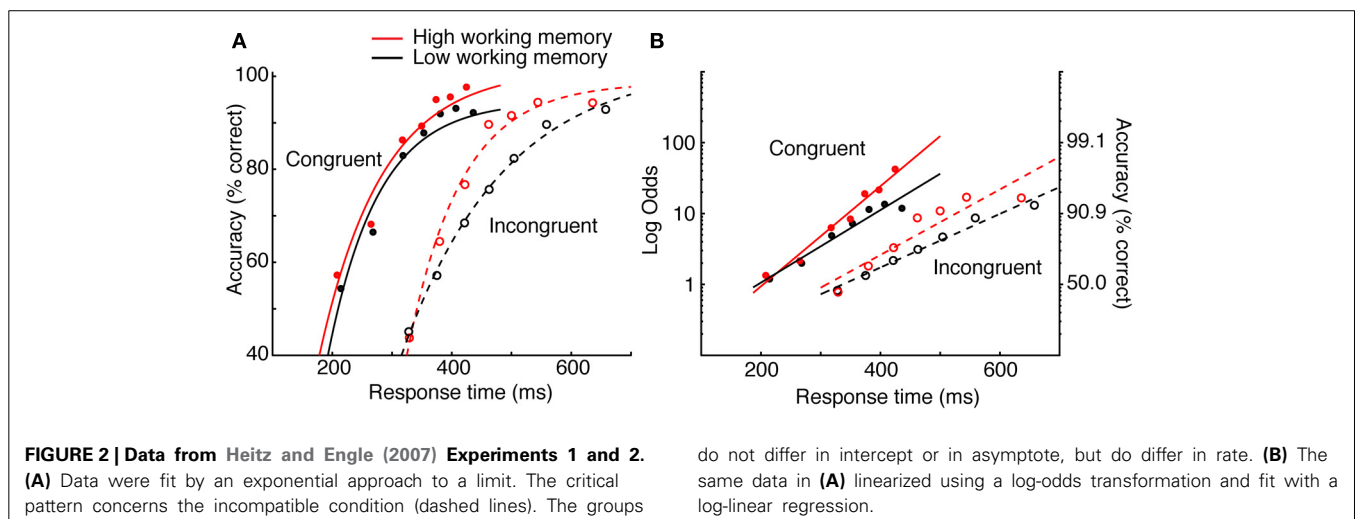 A
High working memory
Low working memory
100
80
60
40
Accuracy (% correct)
Congruent
Incongruent
200
400
600
Response time (ms)
B
100
10
1
Log Odds
Congruent
Incongruent
99.1
90.9
50.0
Accuracy (% correct)
200
400
600
Response time (ms)
FIGURE 2 | Data from Heitz and Engle (2007) Experiments 1 and 2.
(A) Data were fit by an exponential approach to a limit. The critical
pattern concerns the incompatible condition (dashed lines). The groups
do not differ in intercept or in asymptote, but do differ in rate. (B) The
same data in (A) linearized using a log-odds transformation and fit with a
log-linear regression.